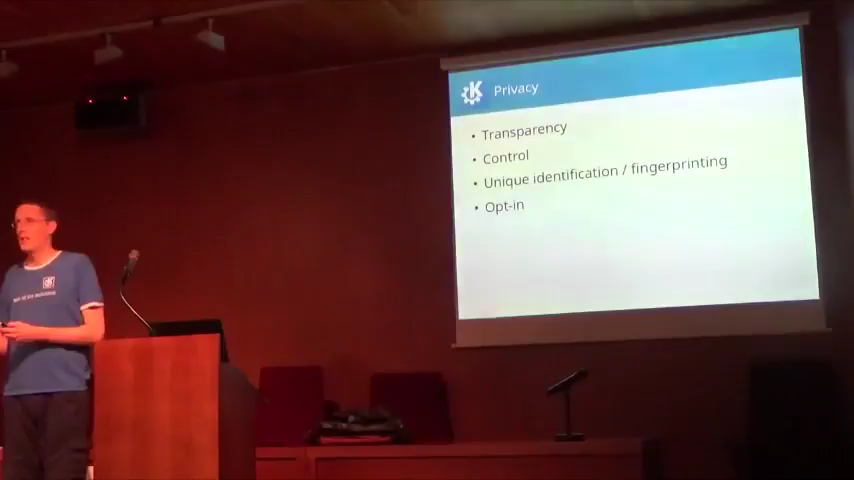 Privacy
• Transparency
• Control
• Unique identification / fingerprinting
• Opt-in